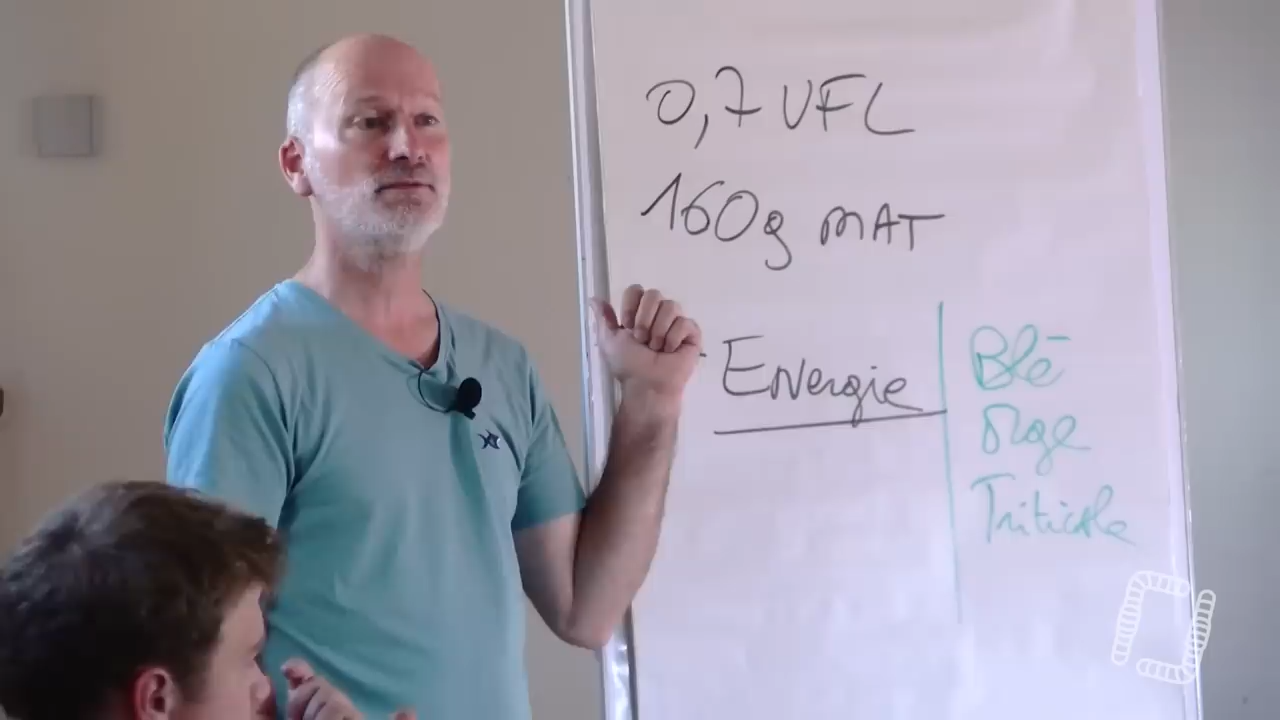 0,7 UFL
160g MAT
Energie
Blé
Orge
Triticale